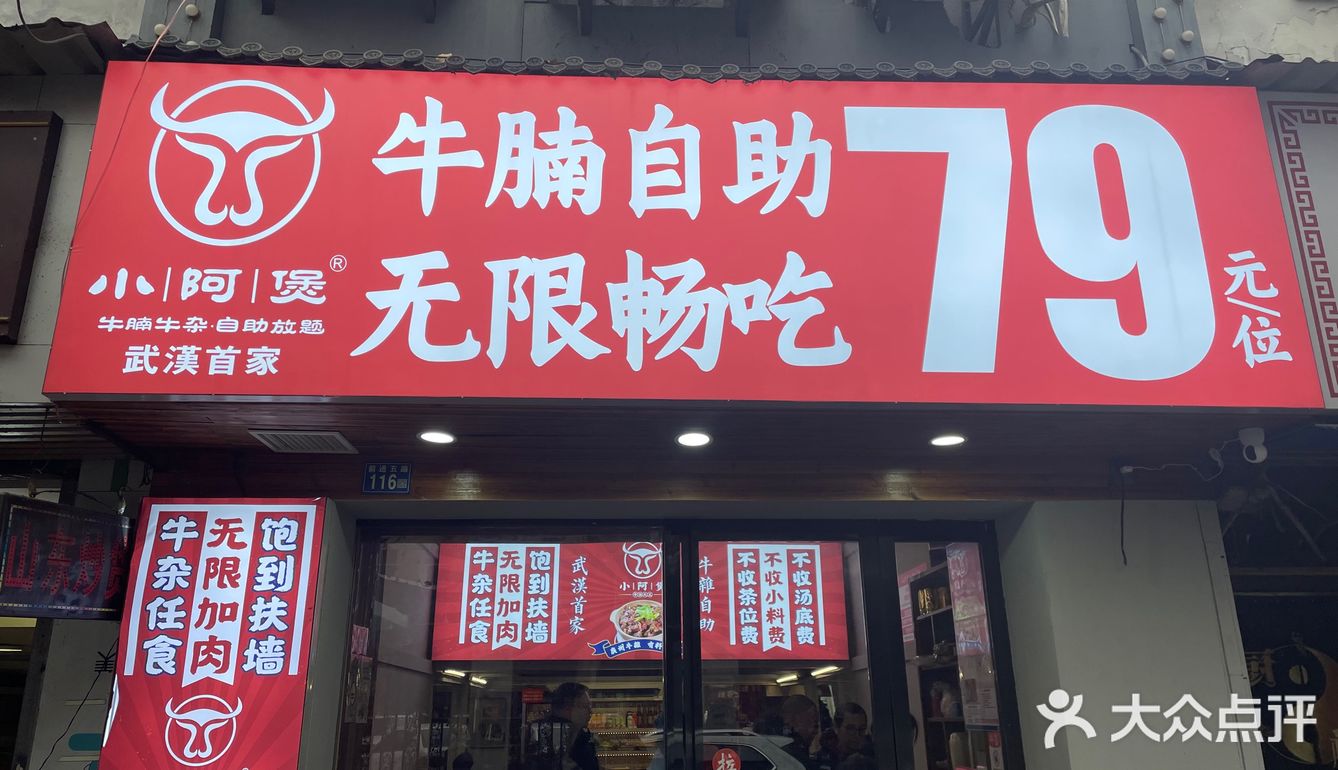 小阿煲®
牛腩牛杂·自助放题
武漢首家
牛腩自助
无限畅吃
79
元/位
116
牛杂任食
无限加肉
饱到扶墙
牛杂任食
无限加肉
饱到扶墙
武漢首家
小阿煲
牛雜自助
不收茶位费
不收小料费
不收汤底费
拉
大众点评